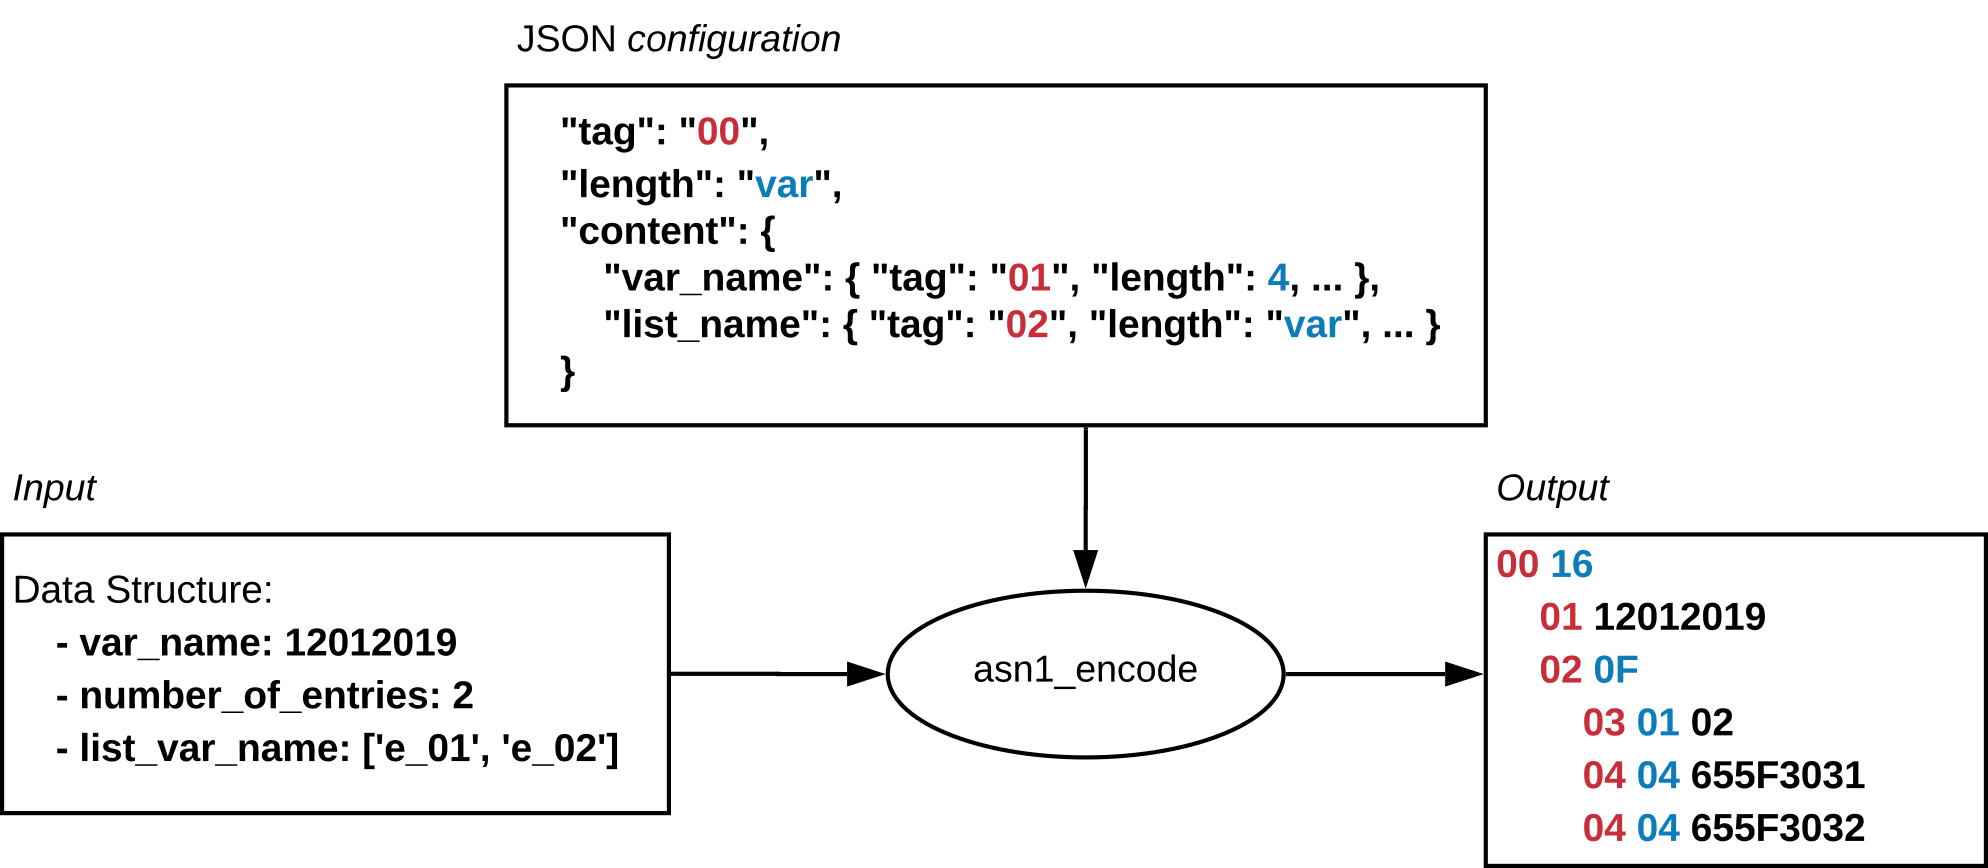 JSON configuration
"tag": "00",
"length": "var",
"content": {
"var_name": { "tag": "01", "length": 4, ... },
"list_name": { "tag": "02", "length": "var", ... }
}
Input
Data Structure:
- var_name: 12012019
- number_of_entries: 2
- list_var_name: ['e_01', 'e_02']
asn1_encode
Output
00 16
01 12012019
02 0F
03 01 02
04 04 655F3031
04 04 655F3032